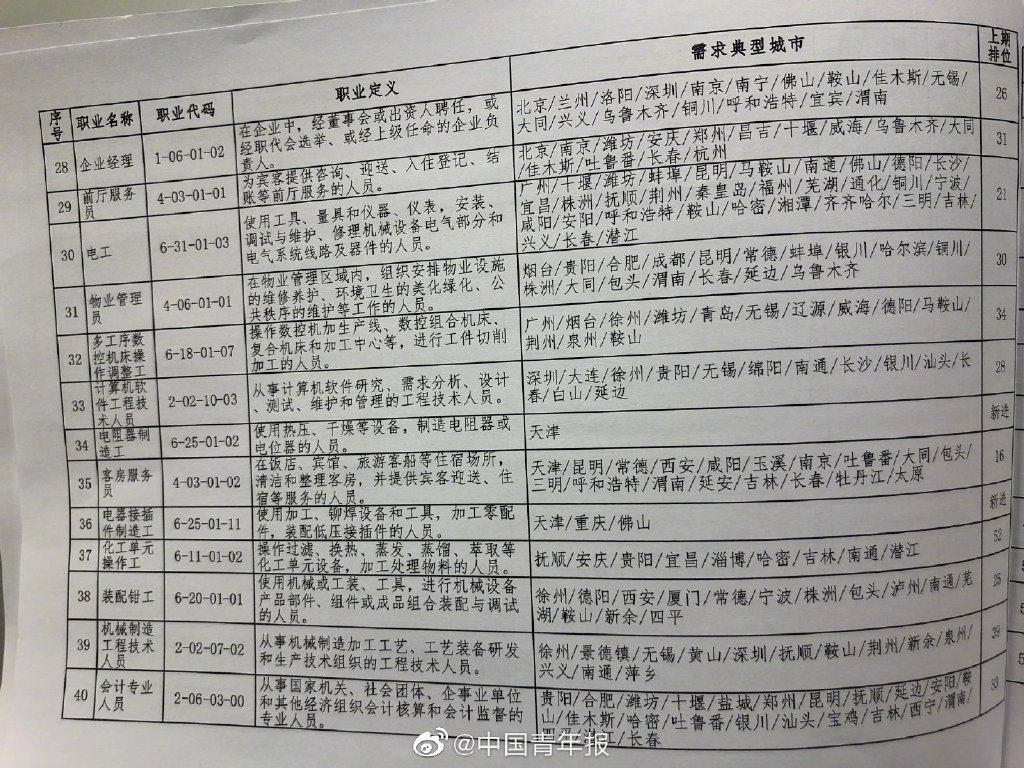 序号 职业名称 职业代码 职业定义 需求典型城市 上期排位
28 企业经理 1-06-01-02 在企业中，经董事会或出资人聘任，或
经职代会选举、或经上级任命的企业负
责人。
北京/兰州/洛阳/深圳/南京/南宁/佛山/鞍山/佳木斯/无锡/
大同/兴义/乌鲁木齐/铜川/呼和浩特/宜宾/渭南
26
29 前厅服务
员
4-03-01-01 为宾客提供咨询、迎送、入住登记、结
账等前厅服务的人员。
北京/南京/潍坊/安庆/郑州/昌吉/十堰/威海/乌鲁木齐/大同
/佳木斯/吐鲁番/长春/杭州
31
30 电工 6-31-01-03 使用工具、量具和仪器、仪表，安装、
调试与维护、修理机械设备电气部分和
电气系统线路及器件的人员。
广州/十堰/潍坊/蚌埠/昆明/马鞍山/南通/佛山/德阳/长沙/
宜昌/株洲/抚顺/荆州/秦皇岛/福州/芜湖/通化/铜川/宁波/
咸阳/安阳/呼和浩特/鞍山/哈密/湘潭/齐齐哈尔/三明/吉林/
兴义/长春/潜江
21
31 物业管理
员
4-06-01-01 在物业管理区域内，组织安排物业设施
的维修养护、环境卫生的美化绿化、公
共秩序的维护等工作的人员。
烟台/贵阳/合肥/成都/昆明/常德/蚌埠/银川/哈尔滨/铜川/
株洲/大同/包头/渭南/长春/延边/乌鲁木齐
30
32 多工序数
控机床操
作调整工
6-18-01-07 操作数控机加生产线、数控组合机床、
复合机床和加工中心等，进行工件切削
加工的人员。
广州/烟台/徐州/潍坊/青岛/无锡/辽源/威海/德阳/马鞍山/
荆州/泉州/鞍山
34
33 计算机软
件工程技
术人员
2-02-10-03 从事计算机软件研究、需求分析、设计
、测试、维护和管理的工程技术人员。
深圳/大连/徐州/贵阳/无锡/绵阳/南通/长沙/银川/汕头/长
春/白山/延边
28
34 电阻器制
造工
6-25-01-02 使用热压、干燥等设备，制造电阻器或
电位器的人员。
天津
新进
35 客房服务
员
4-03-01-02 在饭店、宾馆、旅游客船等住宿场所，
清洁和整理客房，并提供宾客迎送、住
宿等服务的人员。
天津/昆明/常德/西安/咸阳/玉溪/南京/吐鲁番/大同/包头/
三明/呼和浩特/渭南/延安/吉林/长春/牡丹江/太原
16
36 电器接插
件制造工
6-25-01-11 使用加工、铆焊设备和工具，加工零配
件，装配低压接插件的人员。
天津/重庆/佛山
新进
37 化工单元
操作工
6-11-01-02 操作过滤、换热、蒸发、蒸馏、萃取等
化工单元设备，加工处理物料的人员。
抚顺/安庆/贵阳/宜昌/淄博/哈密/吉林/南通/潜江
52
38 装配钳工 6-20-01-01 使用机械或工装、工具，进行机械设备
产品部件、组件或成品组合装配与调试
的人员。
徐州/德阳/西安/厦门/常德/宁波/株洲/包头/泸州/南通/芜
湖/鞍山/新余/四平
39 机械制造
工程技术
人员
2-02-07-02 从事机械制造加工工艺、工艺装备研发
和生产技术组织的工程技术人员。
徐州/景德镇/无锡/黄山/深圳/抚顺/鞍山/荆州/新余/泉州/
兴义/南通/萍乡
39
40 会计专业
人员
2-06-03-00 从事国家机关、社会团体、企事业单位
和其他经济组织会计核算和会计监督的
专业人员。
贵阳/合肥/潍坊/十堰/盐城/郑州/昆明/抚顺/延边/安阳/鞍
山/佳木斯/哈密/吐鲁番/银川/汕头/宝鸡/吉林/西宁/渭南/
长春
33
@中国青年报